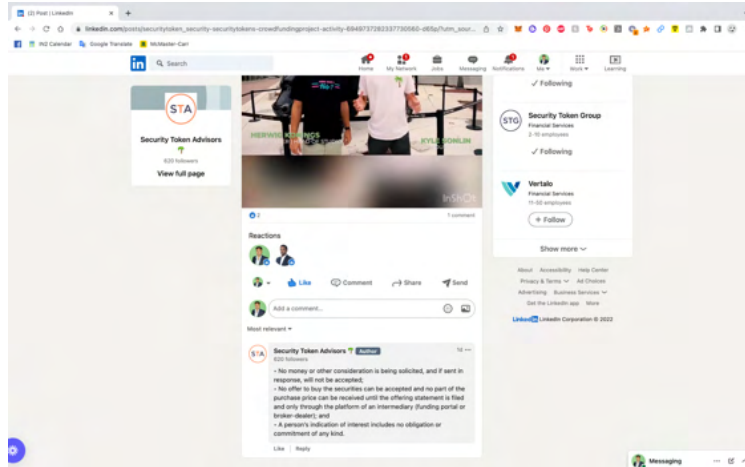 (2) Post | LinkedIn
linkedin.com/posts/securitytoken_security-securitytokens-crowdfundingproject-activity-6949737282337730560-d65p/?utm_sour...
M2 Calendar
Google Translate
McMaster-Carr
in
Search
Home
My Network
Jobs
Messaging
Notifications
Me
Work
Learning
STA
Security Token Advisors
620 followers
View full page
KYLE SONLIN
InShOt
2
1 comment
Reactions
Like
Comment
Share
Send
Add a comment...
Most relevant
STA
Security Token Advisors
Author
1d
620 followers
- No money or other consideration is being solicited, and if sent in
response, will not be accepted;
- No offer to buy the securities can be accepted and no part of the
purchase price can be received until the offering statement is filed
and only through the platform of an intermediary (funding portal or
broker-dealer); and
- A person's indication of interest includes no obligation or
commitment of any kind.
Like
Reply
Following
STG
Security Token Group
Financial Services
2-10 employees
Following
Vertalo
Financial Services
11-50 employees
+ Follow
Show more
About Accessibility Help Center
Privacy & Terms Ad Choices
Advertising Business Services
Get the LinkedIn app More
LinkedIn LinkedIn Corporation © 2022
Messaging